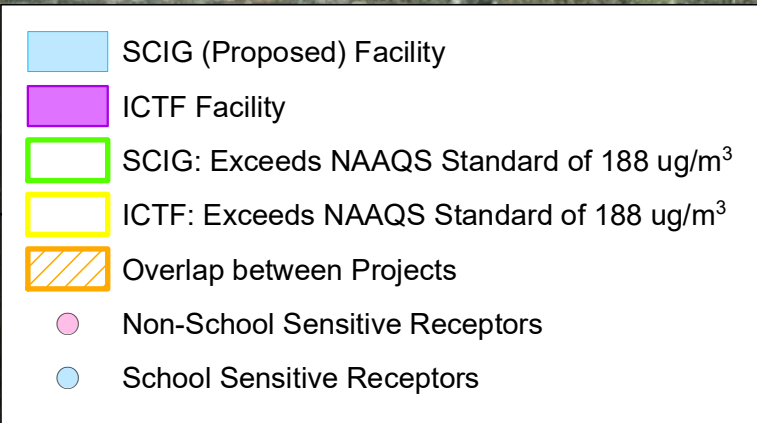 SCIG (Proposed) Facility
ICTF Facility
SCIG: Exceeds NAAQS Standard of 188 ug/m³
ICTF: Exceeds NAAQS Standard of 188 ug/m³
Overlap between Projects
Non-School Sensitive Receptors
School Sensitive Receptors